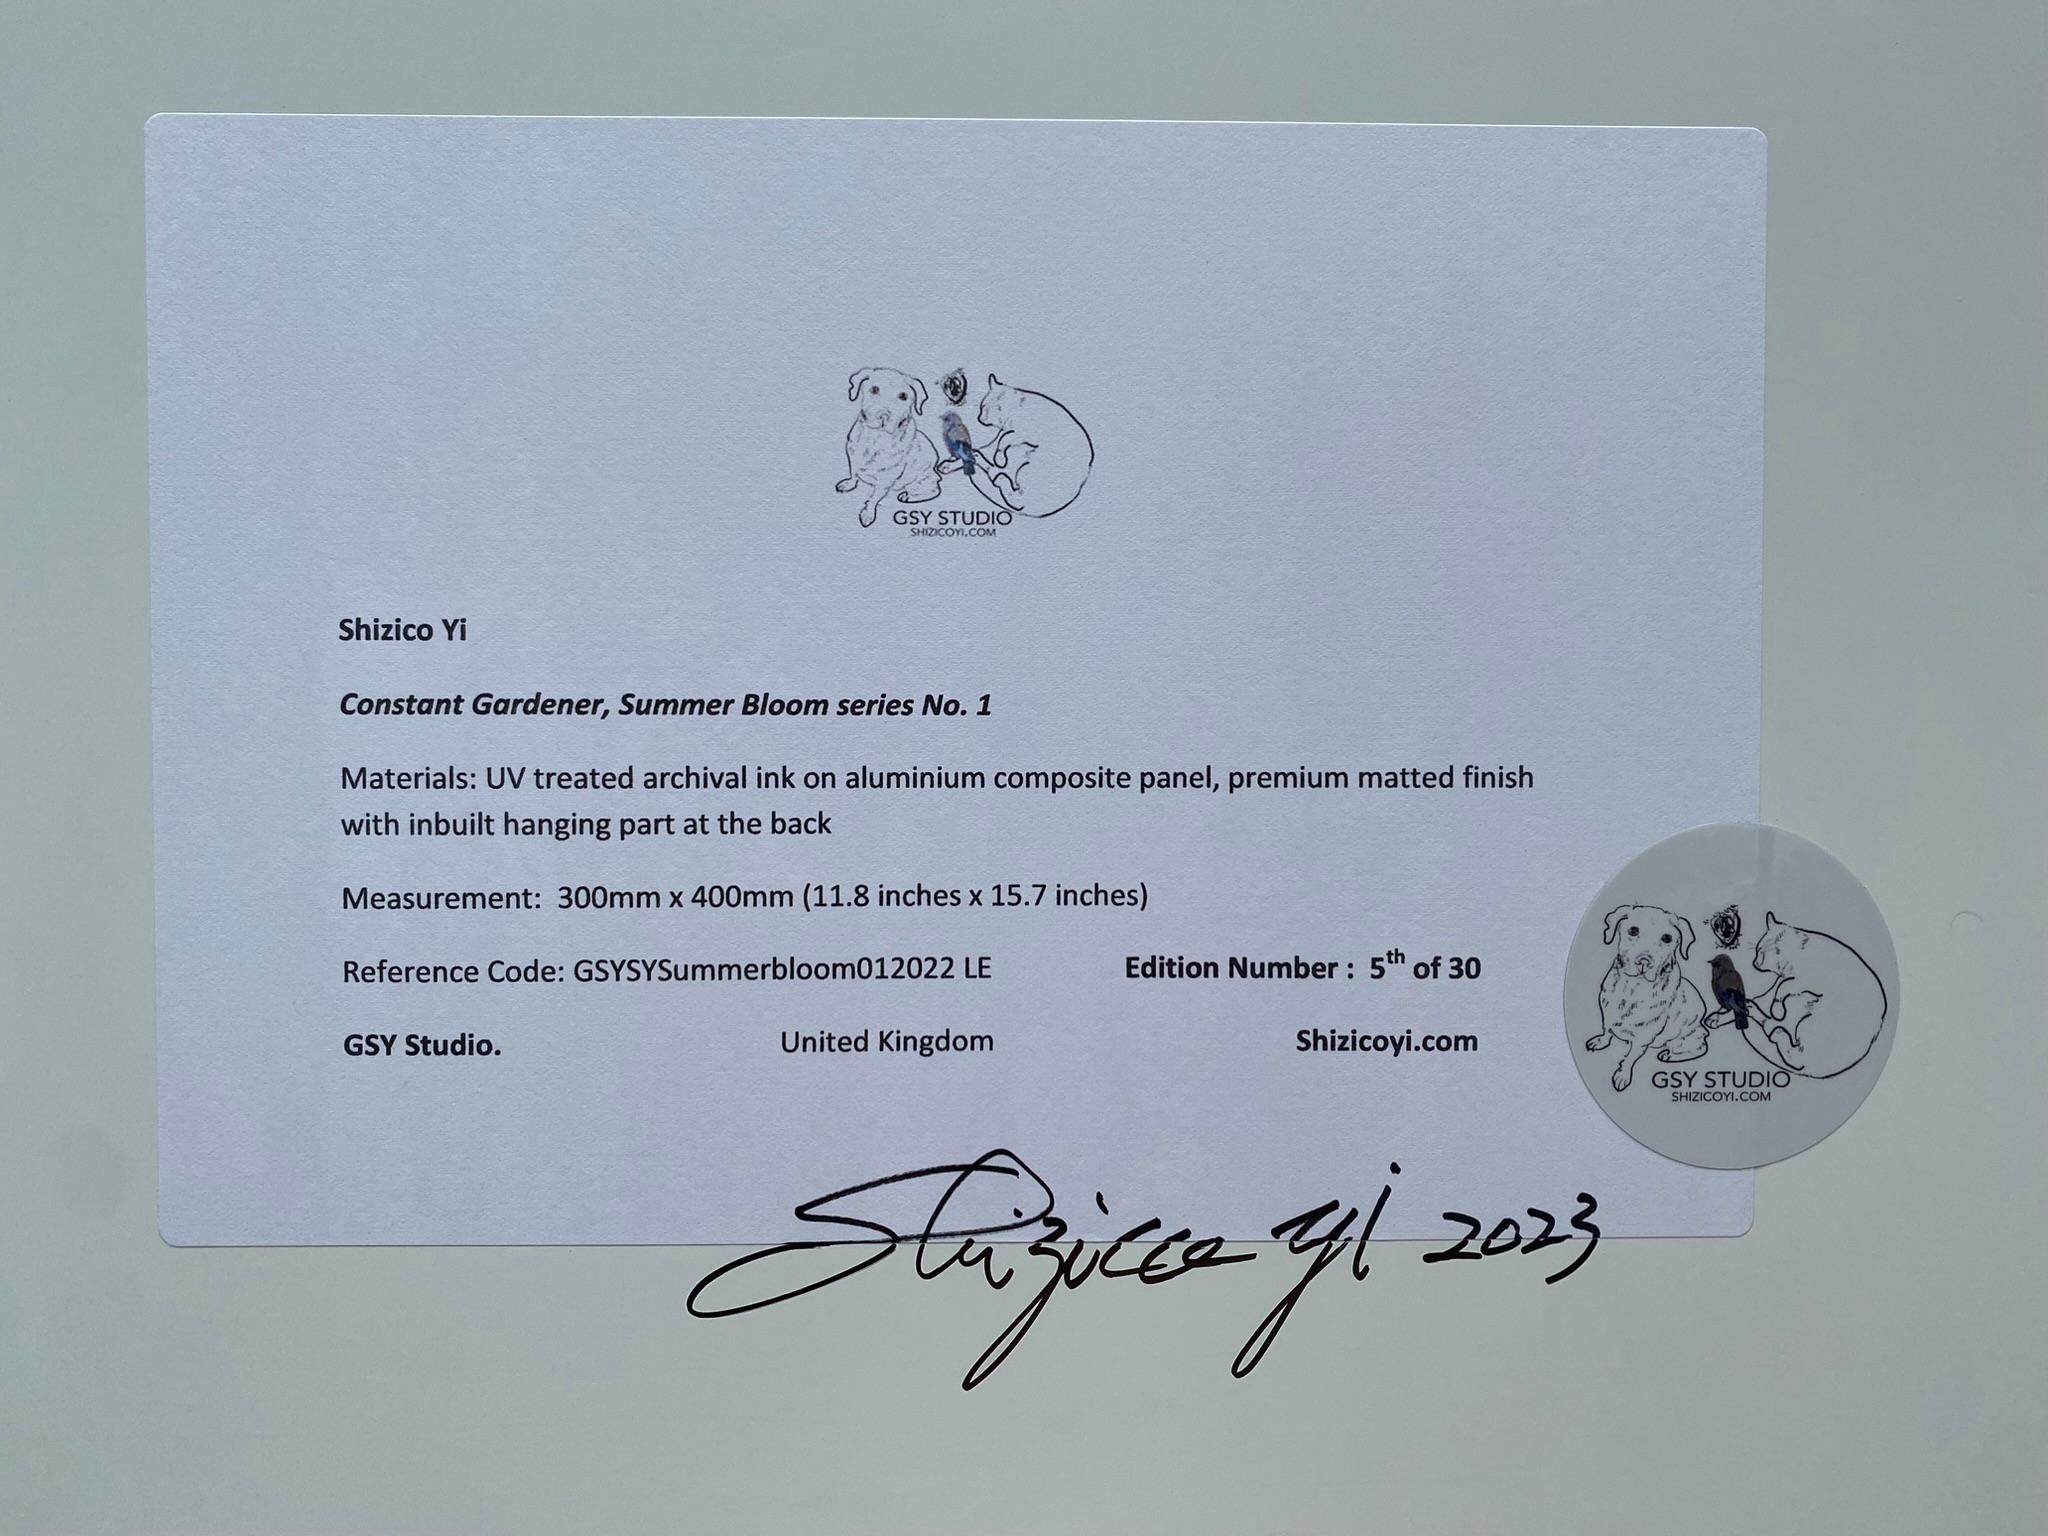 GSY STUDIO
SHIZICOYI.COM
Shizico Yi
Constant Gardener, Summer Bloom series No. 1
Materials: UV treated archival ink on aluminium composite panel, premium matted finish
with inbuilt hanging part at the back
Measurement: 300mm x 400mm (11.8 inches x 15.7 inches)
Reference Code: GSYSYSummerbloom012022 LE Edition Number : 5th of 30
GSY Studio. United Kingdom Shizicoyi.com
GSY STUDIO
SHIZICOYI.COM
Shizico Yi 2023